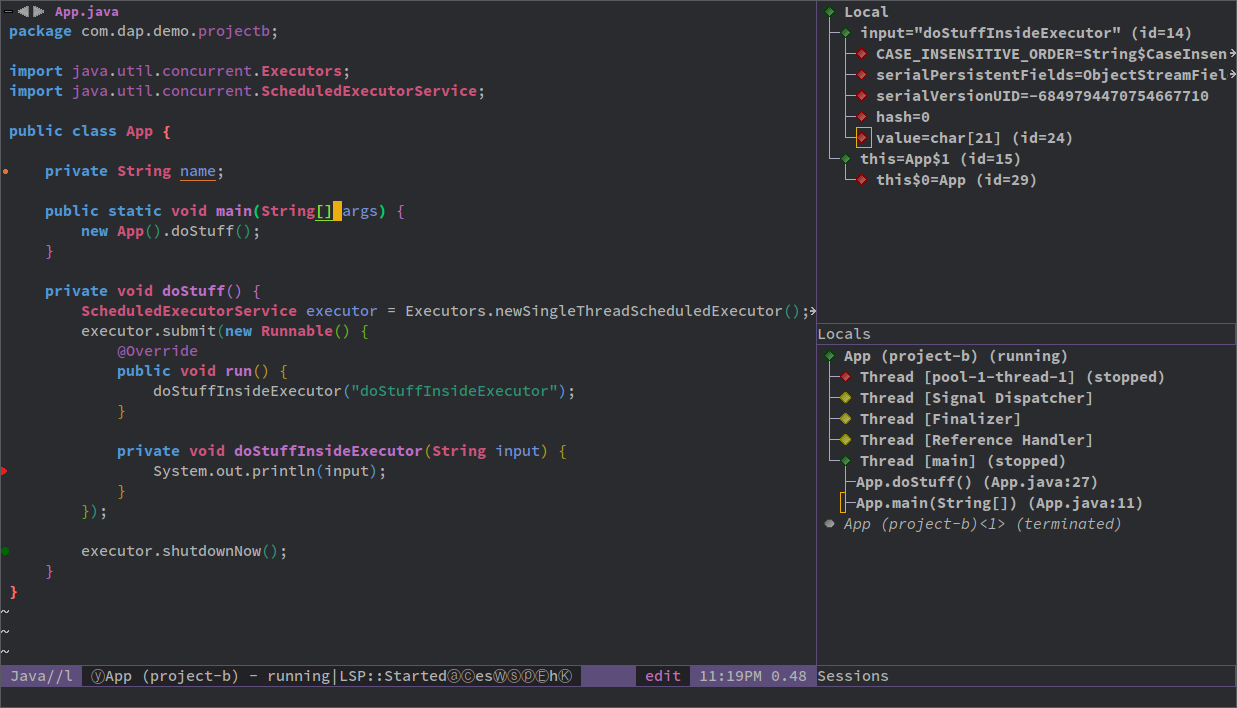 App.java
package com.dap.demo.projectb;
import java.util.concurrent.Executors;
import java.util.concurrent.ScheduledExecutorService;
public class App {
private String name;
public static void main(String[] args) {
new App().doStuff();
}
private void doStuff() {
ScheduledExecutorService executor = Executors.newSingleThreadScheduledExecutor();
executor.submit(new Runnable() {
@Override
public void run() {
doStuffInsideExecutor("doStuffInsideExecutor");
}
private void doStuffInsideExecutor(String input) {
System.out.println(input);
}
});
executor.shutdownNow();
}
}
~
~
~
Java//l ⓨApp (project-b) - running|LSP::StartedⓐⒸesⓌⓢⓟⒺhⓀ edit 11:19PM 0.48
Local
input="doStuffInsideExecutor" (id=14)
CASE_INSENSITIVE_ORDER=String$CaseInsen
serialPersistentFields=ObjectStreamFiel
serialVersionUID=-6849794470754667710
hash=0
value=char[21] (id=24)
this=App$1 (id=15)
this$0=App (id=29)
Locals
App (project-b) (running)
Thread [pool-1-thread-1] (stopped)
Thread [Signal Dispatcher]
Thread [Finalizer]
Thread [Reference Handler]
Thread [main] (stopped)
App.doStuff() (App.java:27)
App.main(String[]) (App.java:11)
App (project-b)<1> (terminated)
Sessions